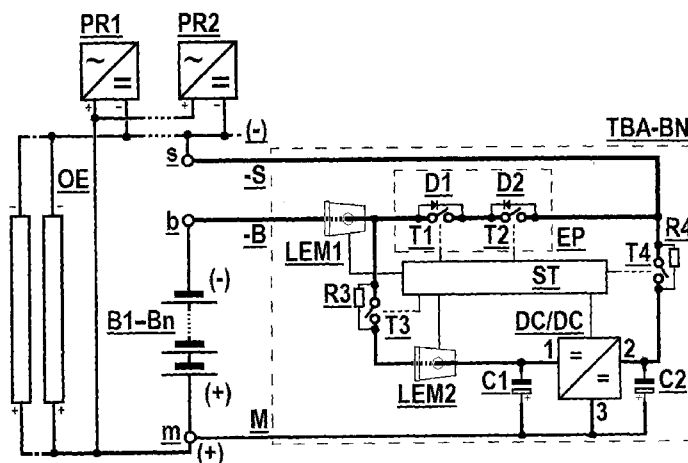 PR1 PR2
~ = ~ =
+ - + -
(-)
TBA-BN
s
-S
OE
- -
D1 D2
b
-B
T1 T2
EP
R4
LEM1
T4
(-)
ST
R3
B1-Bn
T3
DC/DC
1 = 2
=
LEM2
C1
C2
+ +
(+)
3
m
M
+ +
(+)